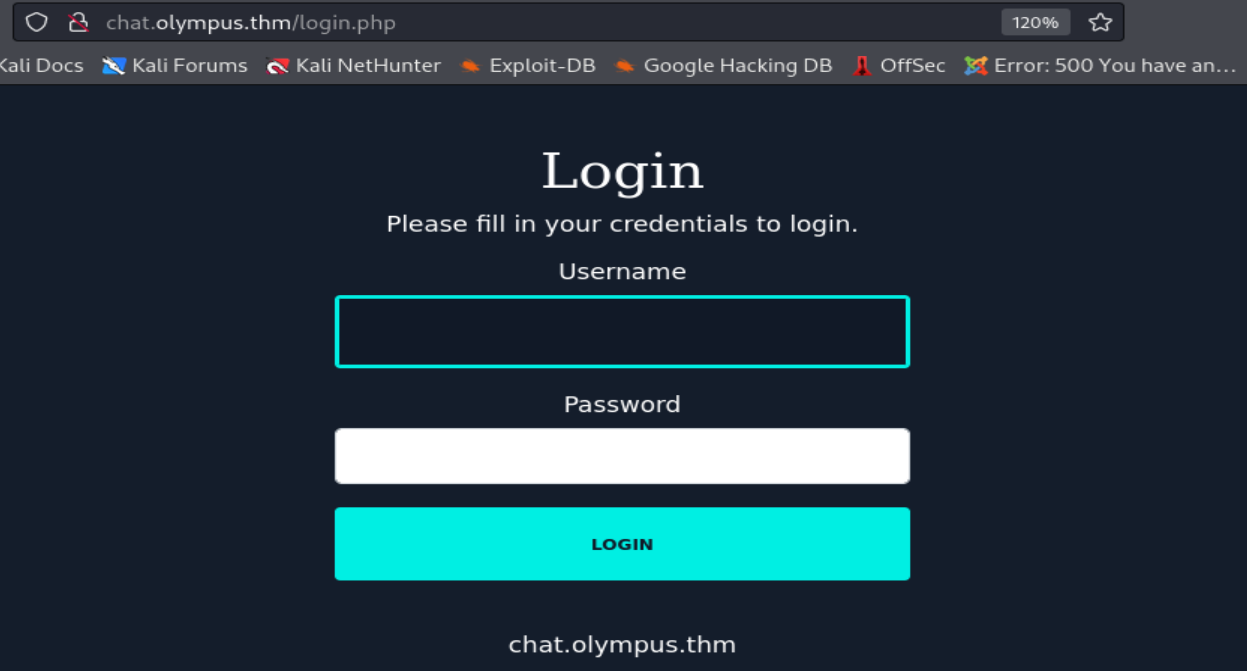 chat.olympus.thm/login.php 120%
Kali Docs Kali Forums Kali NetHunter Exploit-DB Google Hacking DB OffSec Error: 500 You have an...
Login
Please fill in your credentials to login.
Username
Password
LOGIN
chat.olympus.thm